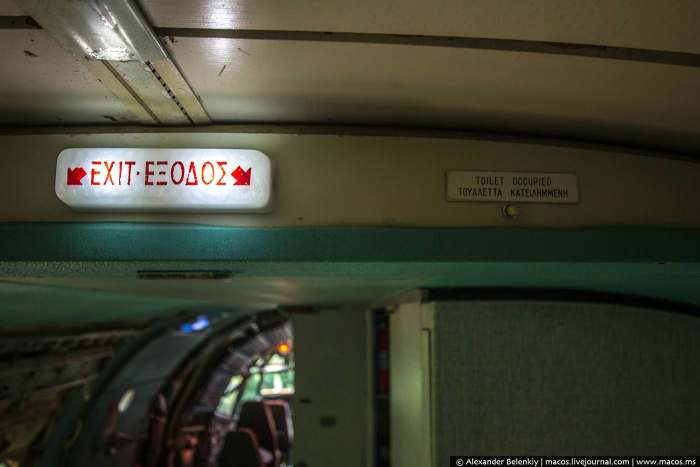 EXIT·ΕΞΟΔΟΣ
TOILET OCCUPIED
ΤΟΥΑΛΕΤΤΑ ΚΑΤΕΙΛΗΜΜΕΝΗ
© Alexander Belenkiy | macos.livejournal.com | www.macos.ms